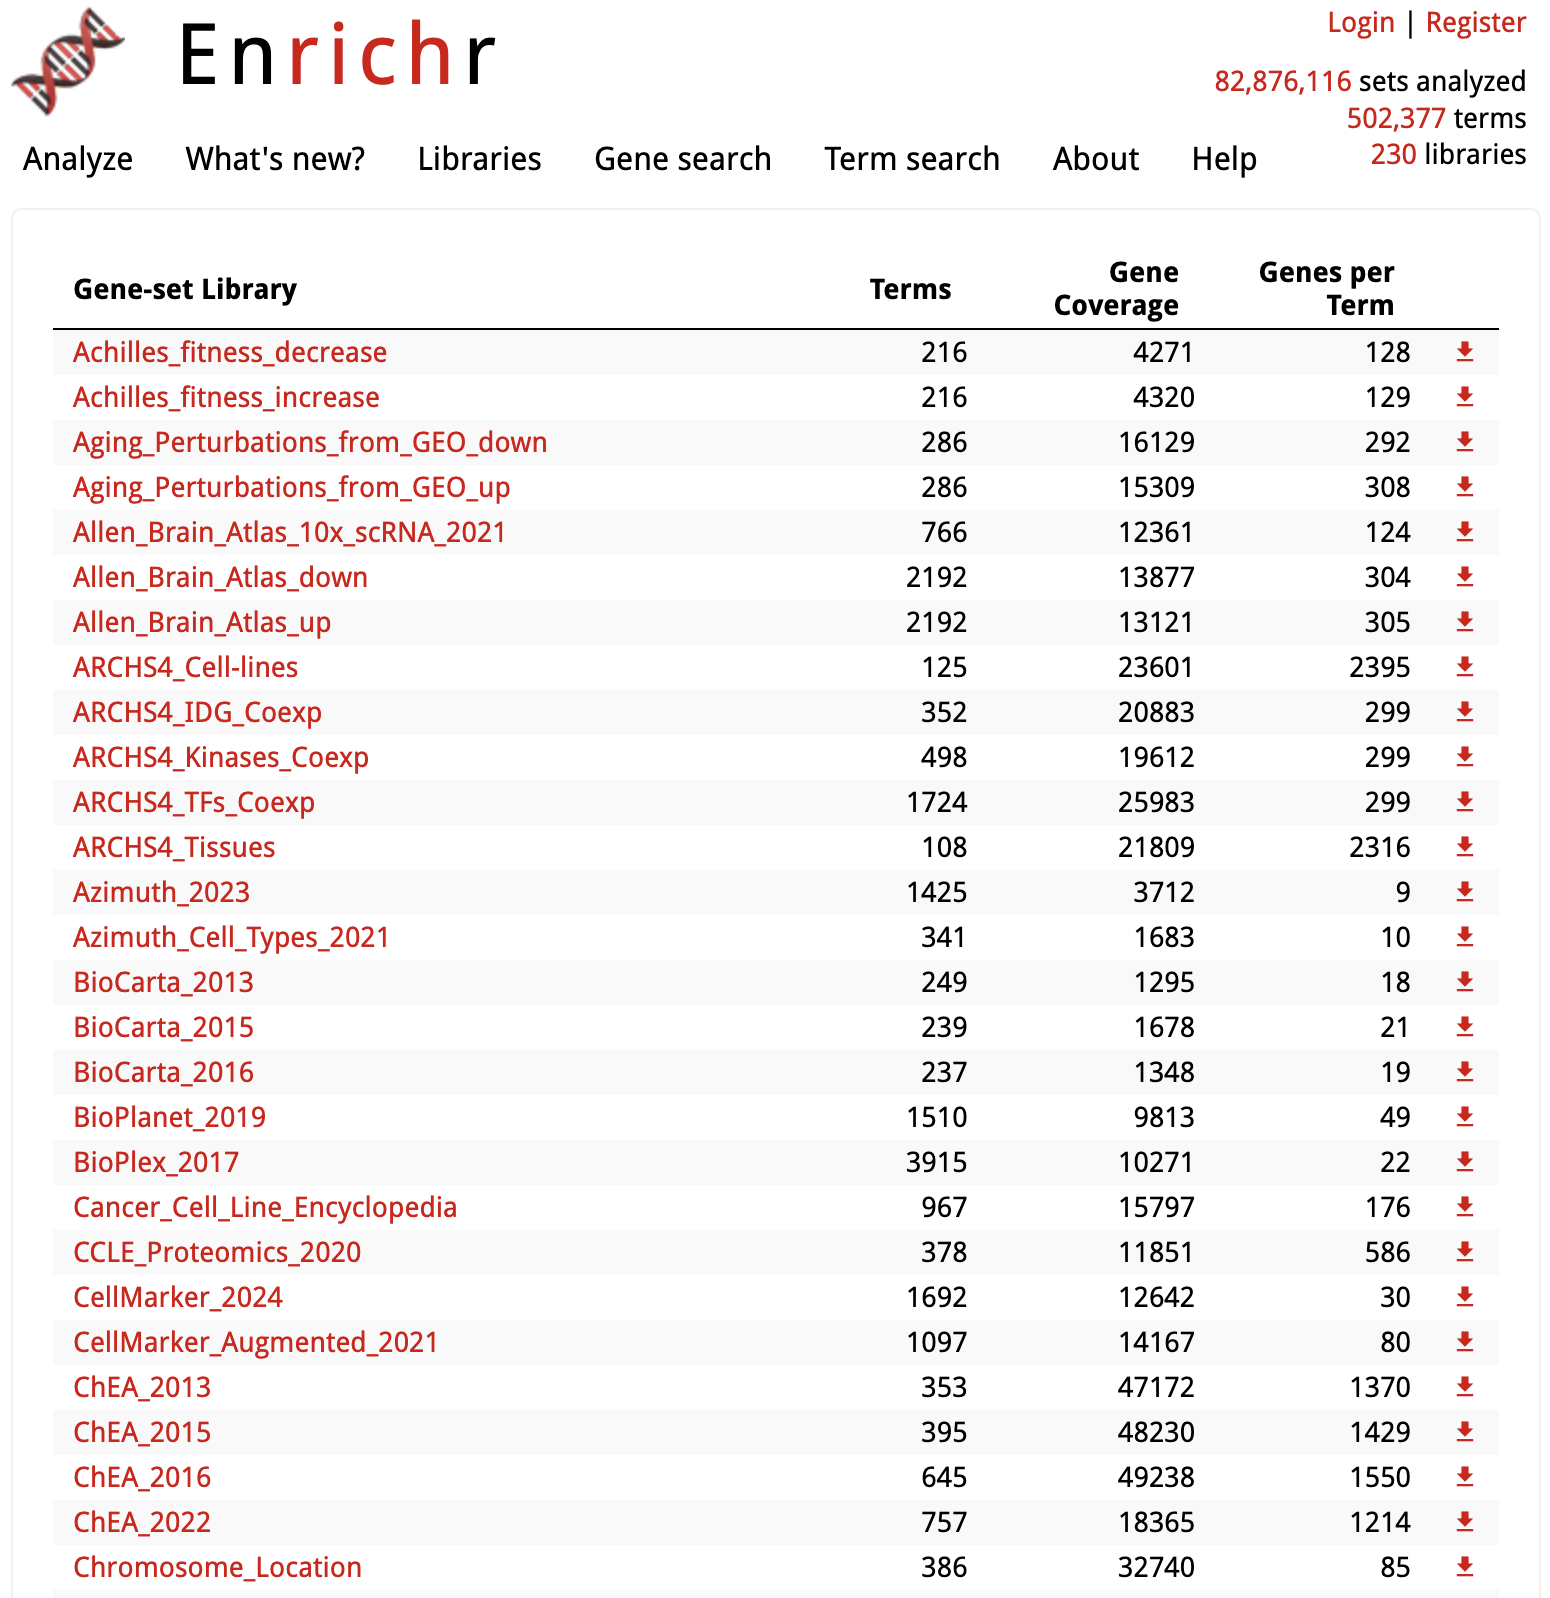 Enrichr
Login | Register
82,876,116 sets analyzed
502,377 terms
230 libraries
Analyze What's new? Libraries Gene search Term search About Help
Gene-set Library Terms Gene Coverage Genes per Term
Achilles_fitness_decrease 216 4271 128
Achilles_fitness_increase 216 4320 129
Aging_Perturbations_from_GEO_down 286 16129 292
Aging_Perturbations_from_GEO_up 286 15309 308
Allen_Brain_Atlas_10x_scRNA_2021 766 12361 124
Allen_Brain_Atlas_down 2192 13877 304
Allen_Brain_Atlas_up 2192 13121 305
ARCHS4_Cell-lines 125 23601 2395
ARCHS4_IDG_Coexp 352 20883 299
ARCHS4_Kinases_Coexp 498 19612 299
ARCHS4_TFs_Coexp 1724 25983 299
ARCHS4_Tissues 108 21809 2316
Azimuth_2023 1425 3712 9
Azimuth_Cell_Types_2021 341 1683 10
BioCarta_2013 249 1295 18
BioCarta_2015 239 1678 21
BioCarta_2016 237 1348 19
BioPlanet_2019 1510 9813 49
BioPlex_2017 3915 10271 22
Cancer_Cell_Line_Encyclopedia 967 15797 176
CCLE_Proteomics_2020 378 11851 586
CellMarker_2024 1692 12642 30
CellMarker_Augmented_2021 1097 14167 80
ChEA_2013 353 47172 1370
ChEA_2015 395 48230 1429
ChEA_2016 645 49238 1550
ChEA_2022 757 18365 1214
Chromosome_Location 386 32740 85